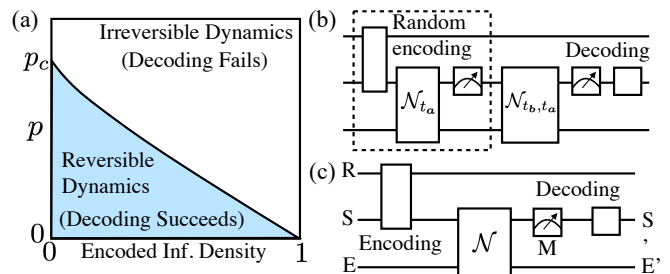 (a)
Irreversible Dynamics
(Decoding Fails)
p_c
p
Reversible
Dynamics
(Decoding Succeeds)
0
0
Encoded Inf. Density
1
(b)
Random
encoding
Decoding
𝒩_{t_a}
𝒩_{t_b,t_a}
(c)
R
Decoding
S
S'
Encoding
𝒩
M
E
E'